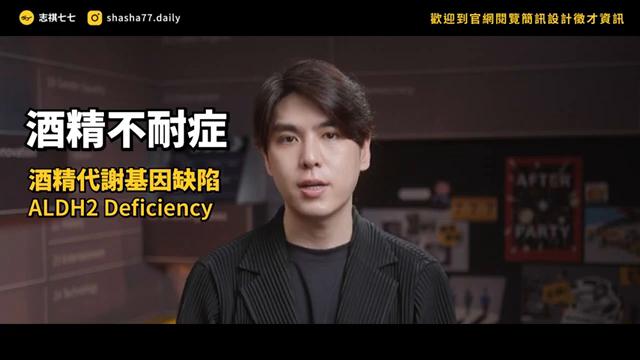 志祺七七
shasha77.daily
歡迎到官網閱覽簡訊設計徵才資訊
酒精不耐症
酒精代謝基因缺陷
ALDH2 Deficiency
AFTER
PARTY